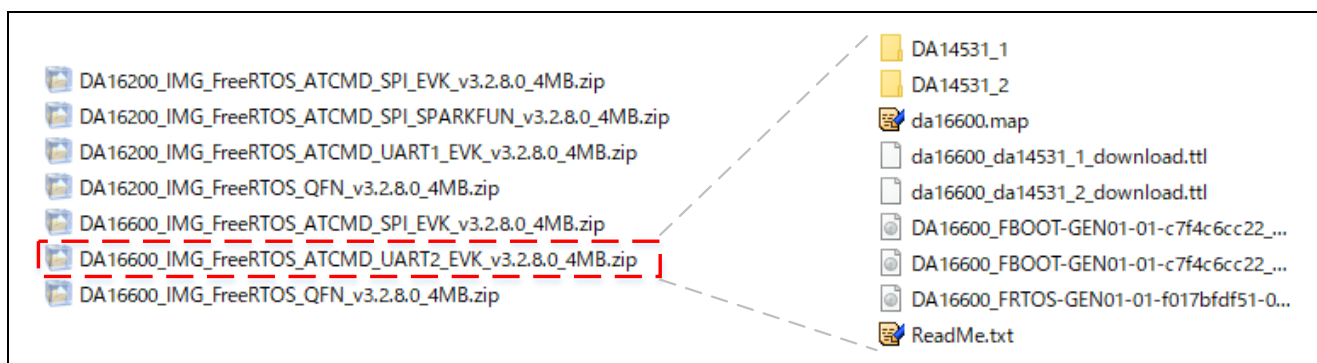 DA16200_IMG_FreeRTOS_ATCMD_SPI_EVK_v3.2.8.0_4MB.zip
DA16200_IMG_FreeRTOS_ATCMD_SPI_SPARKFUN_v3.2.8.0_4MB.zip
DA16200_IMG_FreeRTOS_ATCMD_UART1_EVK_v3.2.8.0_4MB.zip
DA16200_IMG_FreeRTOS_QFN_v3.2.8.0_4MB.zip
DA16600_IMG_FreeRTOS_ATCMD_SPI_EVK_v3.2.8.0_4MB.zip
DA16600_IMG_FreeRTOS_ATCMD_UART2_EVK_v3.2.8.0_4MB.zip
DA16600_IMG_FreeRTOS_QFN_v3.2.8.0_4MB.zip
DA14531_1
DA14531_2
da16600.map
da16600_da14531_1_download.ttl
da16600_da14531_2_download.ttl
DA16600_FBOOT-GEN01-01-c7f4c6cc22_...
DA16600_FBOOT-GEN01-01-c7f4c6cc22_...
DA16600_FRTOS-GEN01-01-f017bfdf51-0...
ReadMe.txt